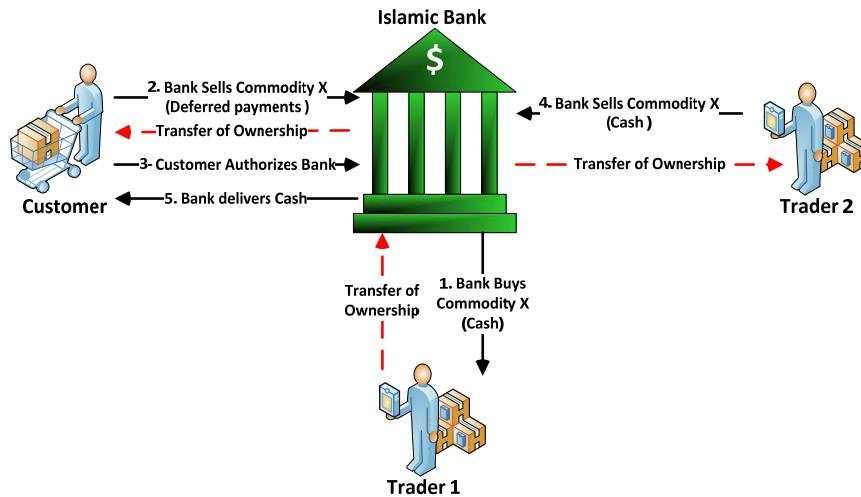 Islamic Bank
$
2. Bank Sells Commodity X
(Deferred payments )
Transfer of Ownership
3- Customer Authorizes Bank
5. Bank delivers Cash
Customer
4. Bank Sells Commodity X
(Cash )
Transfer of Ownership
Trader 2
Transfer of
Ownership
1. Bank Buys
Commodity X
(Cash)
Trader 1